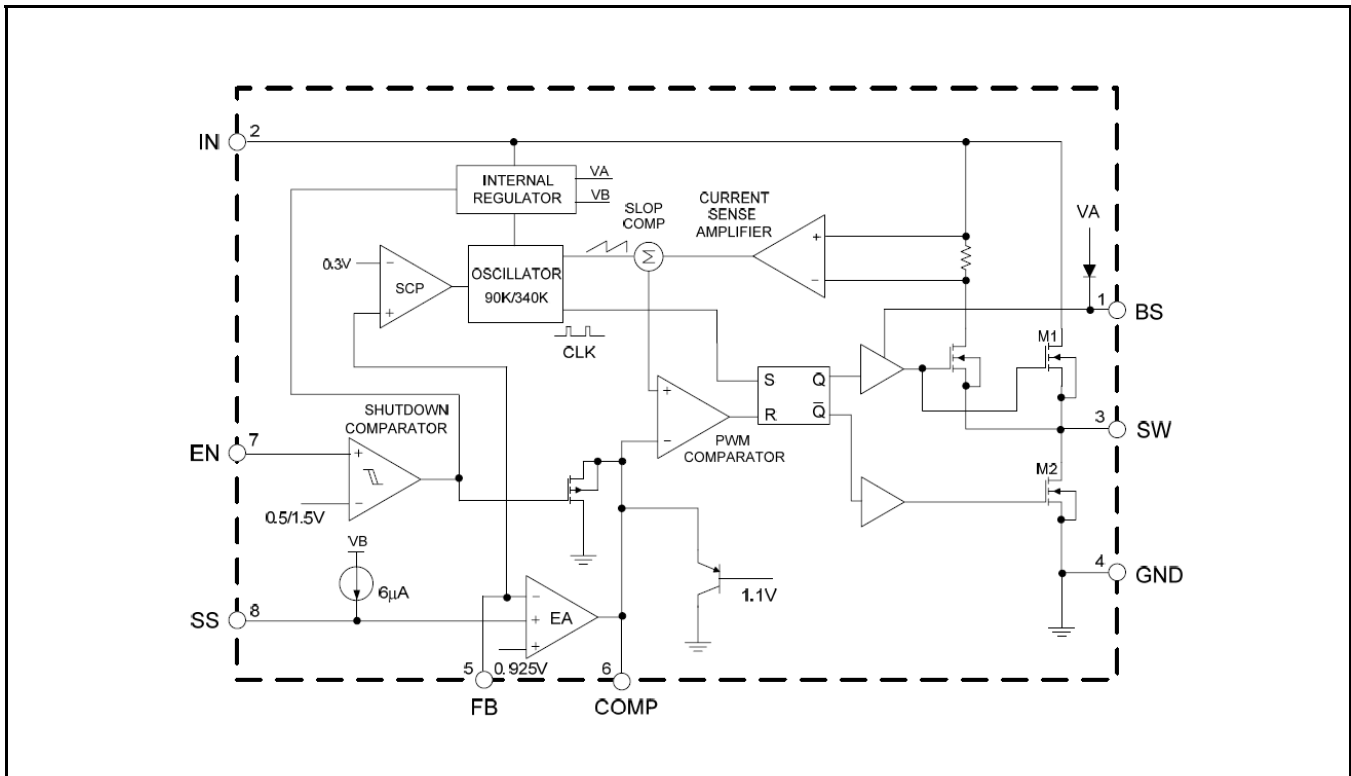 IN
2
INTERNAL
REGULATOR
VA
VB
SLOP
COMP
CURRENT
SENSE
AMPLIFIER
VA
+
−
0.3V
−
SCP
+
OSCILLATOR
90K/340K
Σ
CLK
1
BS
M1
S
Q
R
Q̅
+
−
PWM
COMPARATOR
3
SW
SHUTDOWN
COMPARATOR
EN
7
+
−
0.5/1.5V
M2
VB
6µA
SS
8
−
EA
+
+
0.925V
1.1V
4
GND
5
FB
6
COMP